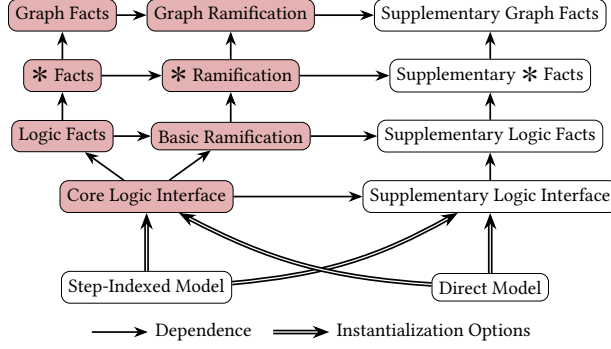 Graph Facts
Graph Ramification
Supplementary Graph Facts
✻ Facts
✻ Ramification
Supplementary ✻ Facts
Logic Facts
Basic Ramification
Supplementary Logic Facts
Core Logic Interface
Supplementary Logic Interface
Step-Indexed Model
Direct Model
Dependence
Instantialization Options